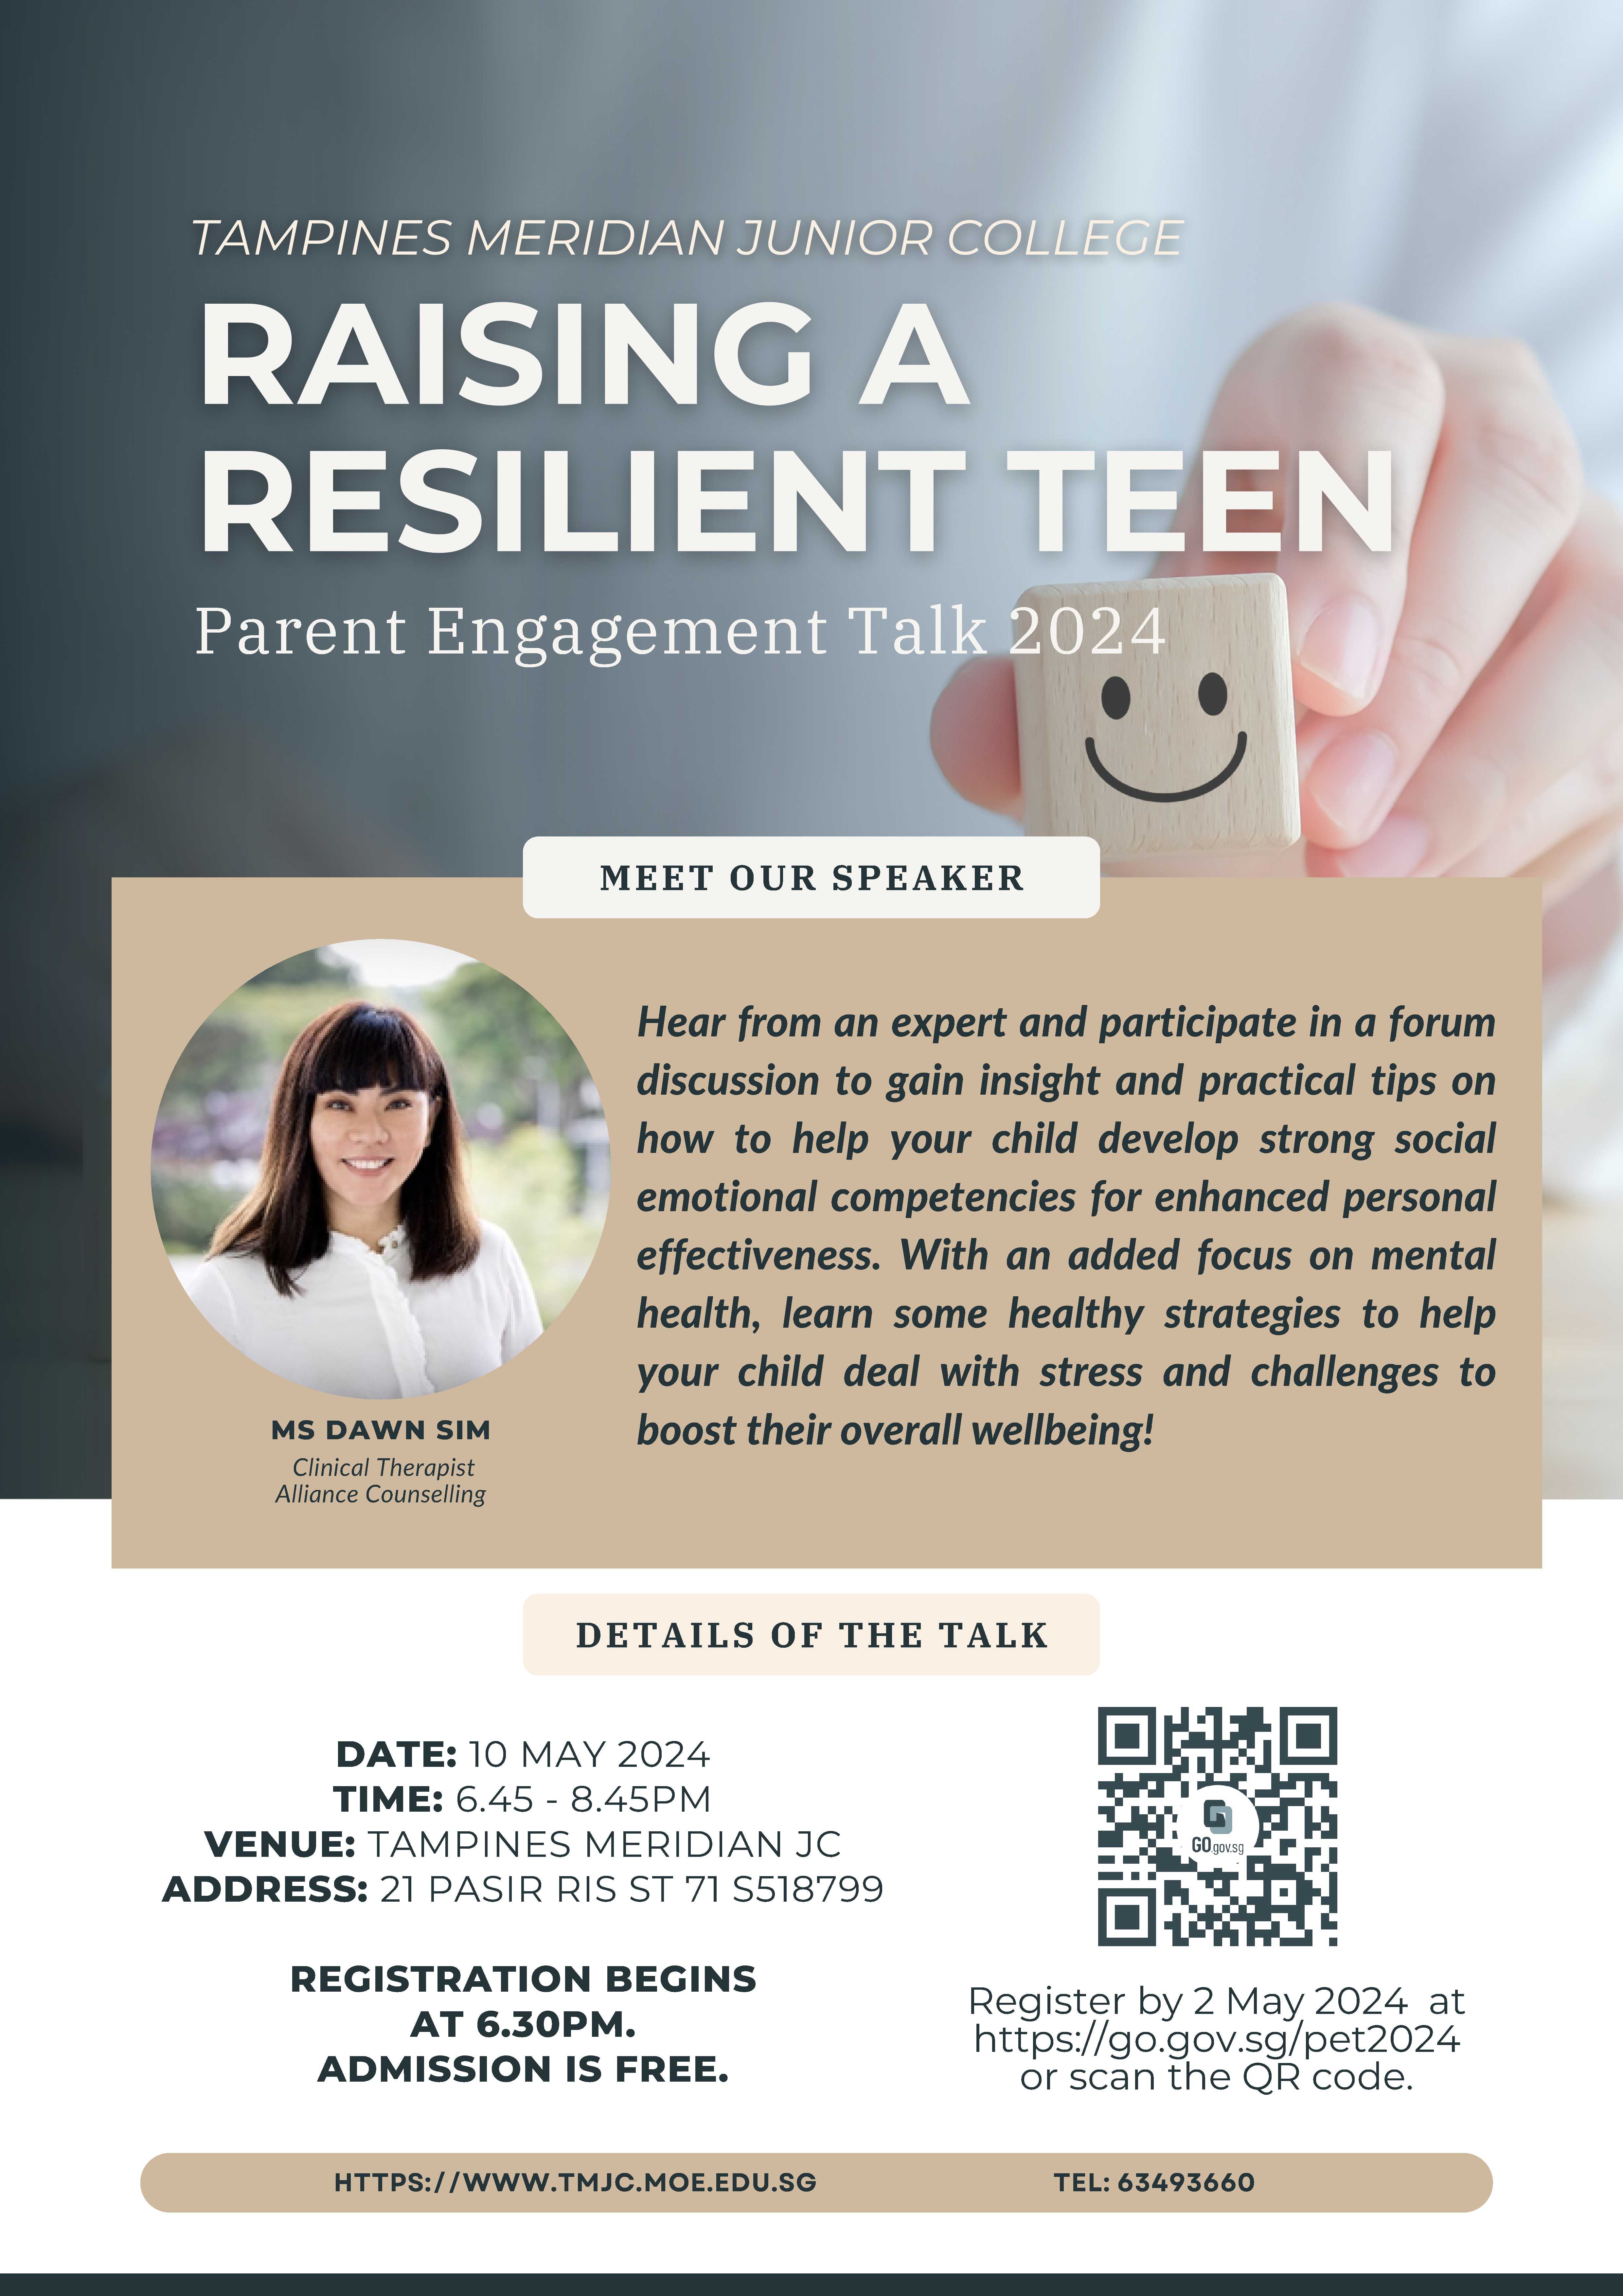 TAMPINES MERIDIAN JUNIOR COLLEGE
RAISING A
RESILIENT TEEN
Parent Engagement Talk 2024
MEET OUR SPEAKER
Hear from an expert and participate in a forum
discussion to gain insight and practical tips on
how to help your child develop strong social
emotional competencies for enhanced personal
effectiveness. With an added focus on mental
health, learn some healthy strategies to help
your child deal with stress and challenges to
boost their overall wellbeing!
MS DAWN SIM
Clinical Therapist
Alliance Counselling
DETAILS OF THE TALK
DATE: 10 MAY 2024
TIME: 6.45 - 8.45PM
VENUE: TAMPINES MERIDIAN JC
ADDRESS: 21 PASIR RIS ST 71 S518799
REGISTRATION BEGINS
AT 6.30PM.
ADMISSION IS FREE.
GO.gov.sg
Register by 2 May 2024 at
https://go.gov.sg/pet2024
or scan the QR code.
HTTPS://WWW.TMJC.MOE.EDU.SG
TEL: 63493660